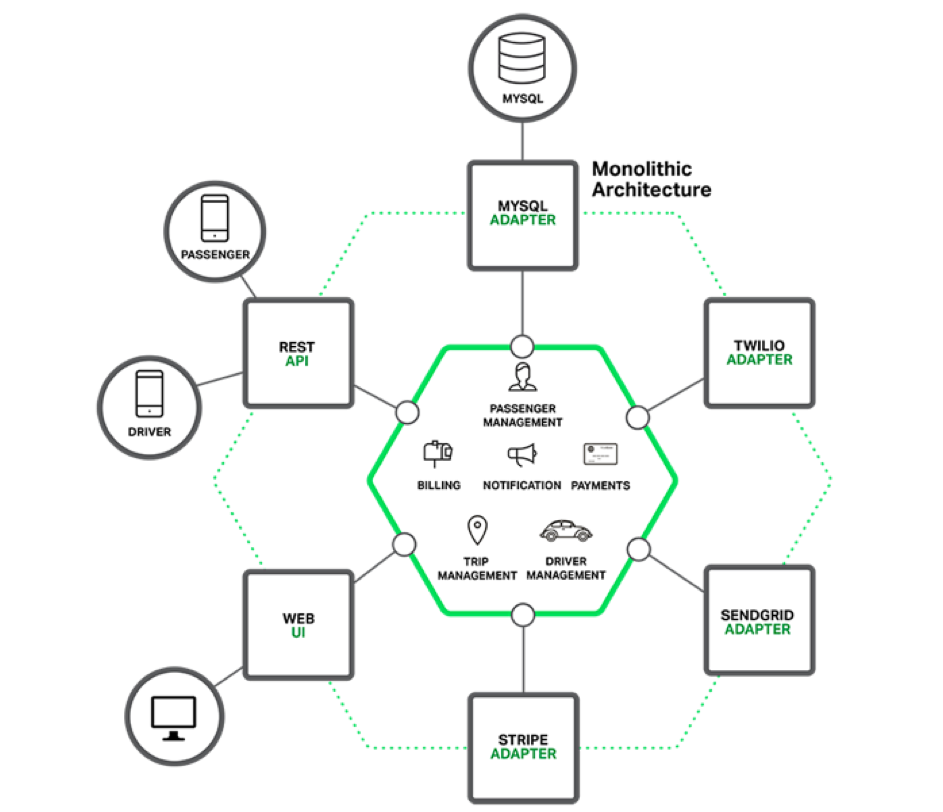 MYSQL
Monolithic
Architecture
MYSQL
ADAPTER
PASSENGER
REST
API
TWILIO
ADAPTER
DRIVER
PASSENGER
MANAGEMENT
BILLING
NOTIFICATION
PAYMENTS
TRIP
MANAGEMENT
DRIVER
MANAGEMENT
WEB
UI
SENDGRID
ADAPTER
STRIPE
ADAPTER